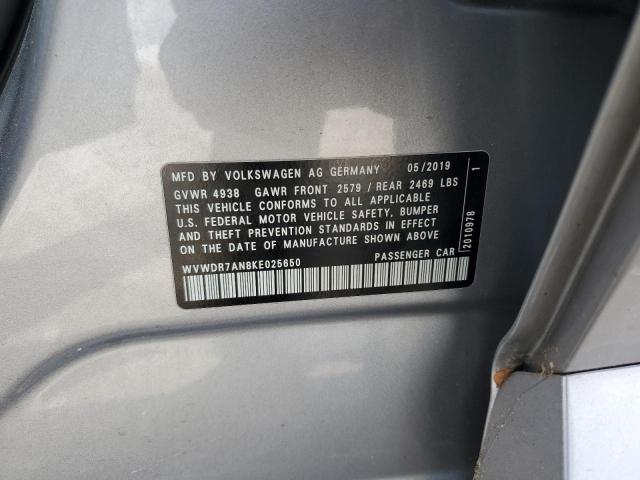 MFD BY VOLKSWAGEN AG GERMANY 05/2019
GVWR 4938 GAWR FRONT 2579 / REAR 2469 LBS
THIS VEHICLE CONFORMS TO ALL APPLICABLE
U.S. FEDERAL MOTOR VEHICLE SAFETY, BUMPER
AND THEFT PREVENTION STANDARDS IN EFFECT
ON THE DATE OF MANUFACTURE SHOWN ABOVE.
WVWDR7AN8KE025650 PASSENGER CAR
2010978 1